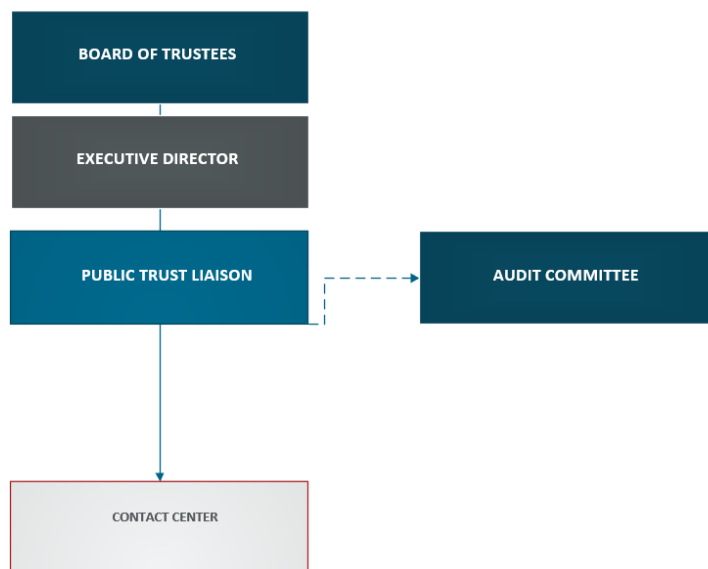 BOARD OF TRUSTEES
EXECUTIVE DIRECTOR
PUBLIC TRUST LIAISON
AUDIT COMMITTEE
CONTACT CENTER